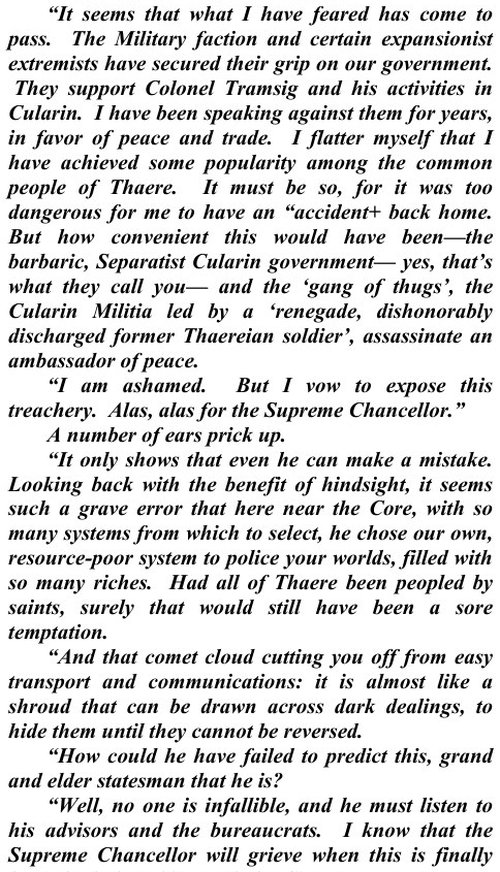 “It seems that what I have feared has come to
pass. The Military faction and certain expansionist
extremists have secured their grip on our government.
They support Colonel Tramsig and his activities in
Cularin. I have been speaking against them for years,
in favor of peace and trade. I flatter myself that I
have achieved some popularity among the common
people of Thaere. It must be so, for it was too
dangerous for me to have an “accident+ back home.
But how convenient this would have been—the
barbaric, Separatist Cularin government— yes, that’s
what they call you— and the ‘gang of thugs’, the
Cularin Militia led by a ‘renegade, dishonorably
discharged former Thaereian soldier’, assassinate an
ambassador of peace.
“I am ashamed. But I vow to expose this
treachery. Alas, alas for the Supreme Chancellor.”
A number of ears prick up.
“It only shows that even he can make a mistake.
Looking back with the benefit of hindsight, it seems
such a grave error that here near the Core, with so
many systems from which to select, he chose our own,
resource-poor system to police your worlds, filled with
so many riches. Had all of Thaere been peopled by
saints, surely that would still have been a sore
temptation.
“And that comet cloud cutting you off from easy
transport and communications: it is almost like a
shroud that can be drawn across dark dealings, to
hide them until they cannot be reversed.
“How could he have failed to predict this, grand
and elder statesman that he is?
“Well, no one is infallible, and he must listen to
his advisors and the bureaucrats. I know that the
Supreme Chancellor will grieve when this is finally